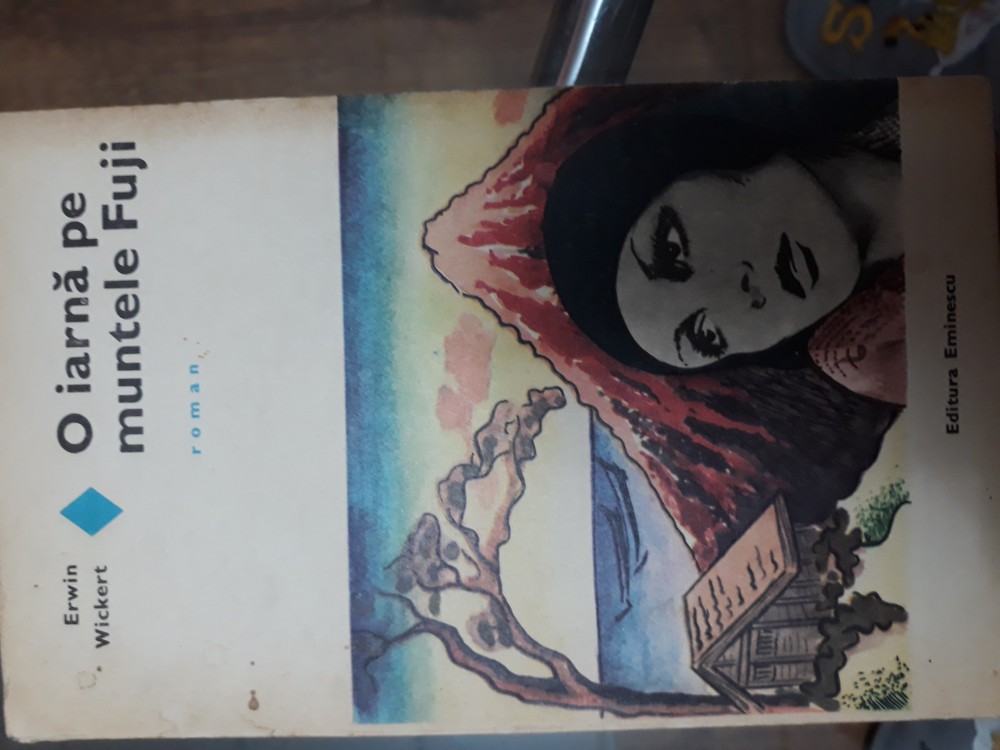 Erwin
Wickert
O iarnă pe
muntele Fuji
roman
Editura Eminescu